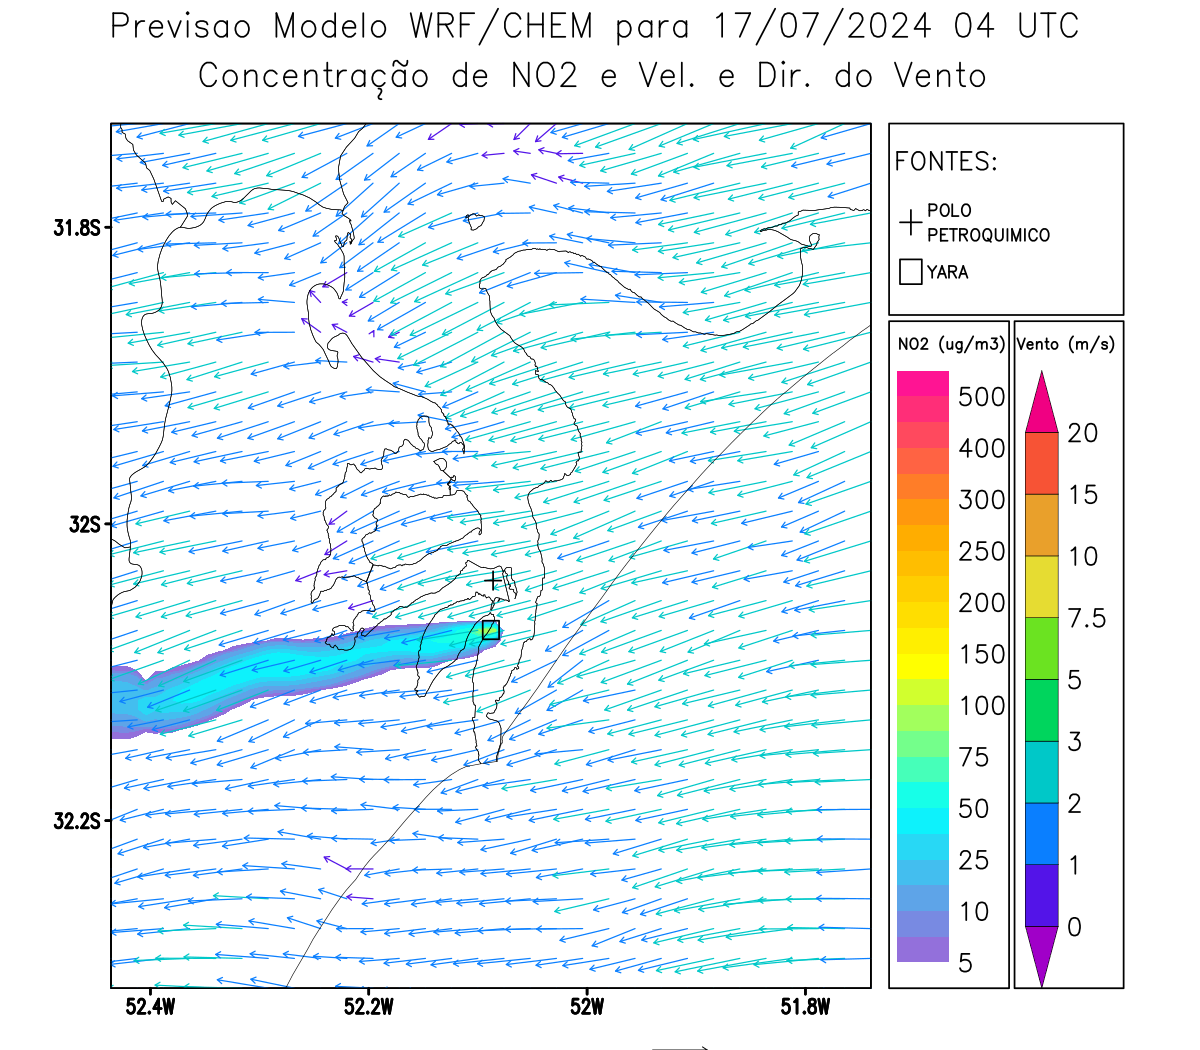 Previsao Modelo WRF/CHEM para 17/07/2024 04 UTC
Concentração de NO2 e Vel. e Dir. do Vento
FONTES:
POLO
PETROQUIMICO
YARA
NO2 (ug/m3)
500
400
300
250
200
150
100
75
50
25
10
5
Vento (m/s)
20
15
10
7.5
5
3
2
1
0
31.8S
32S
32.2S
52.4W
52.2W
52W
51.8W